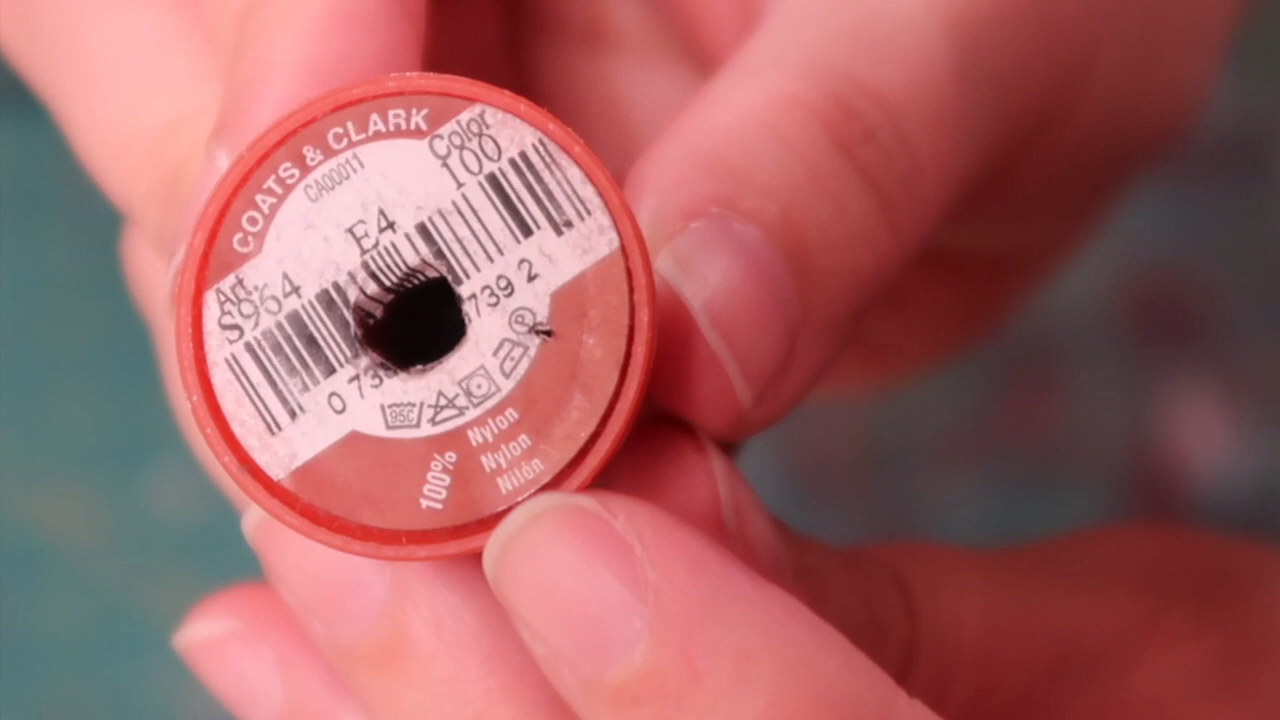 COATS & CLARK
CA00011
Color
100
E4
Art.
S964
0 73
739 2
95C
P
100%
Nylon
Nylon
Nilón